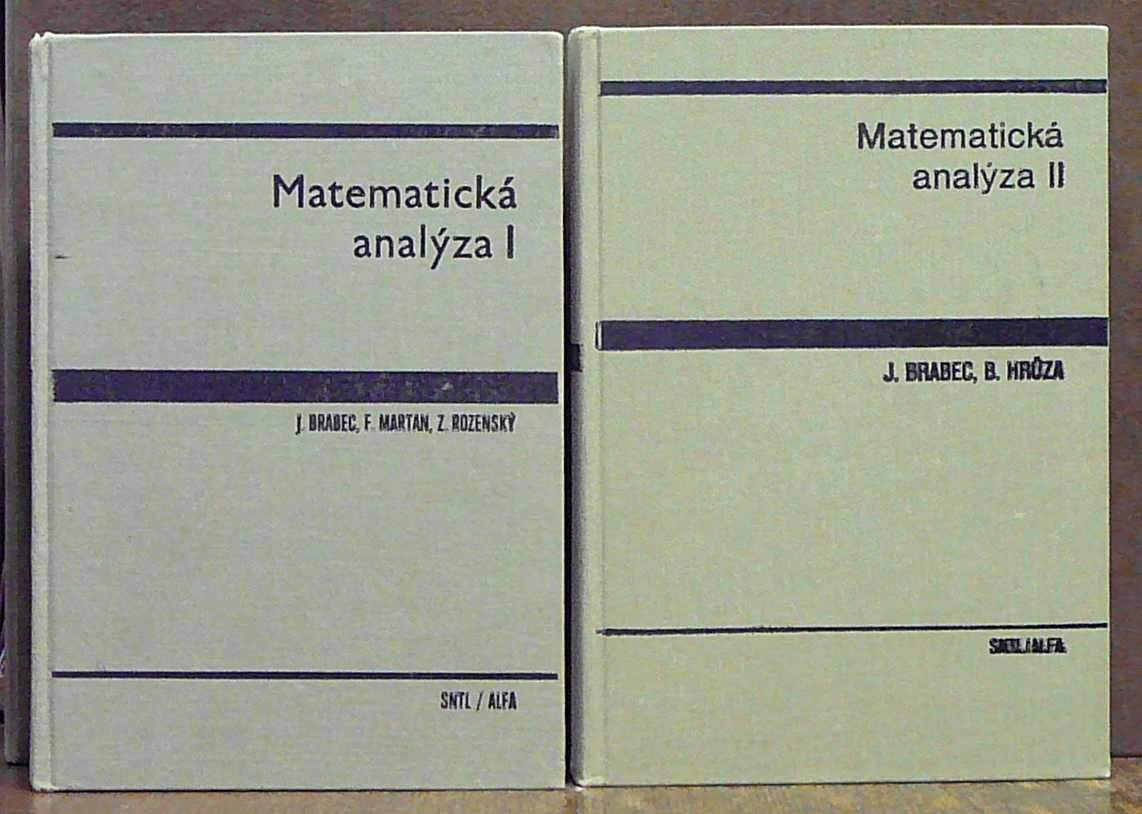 Matematická
analýza I
J. BRABEC, F. MARTAN, Z. ROZENSKÝ
SNTL / ALFA
Matematická
analýza II
J. BRABEC, B. HRŮZA
SNTL/ALFA